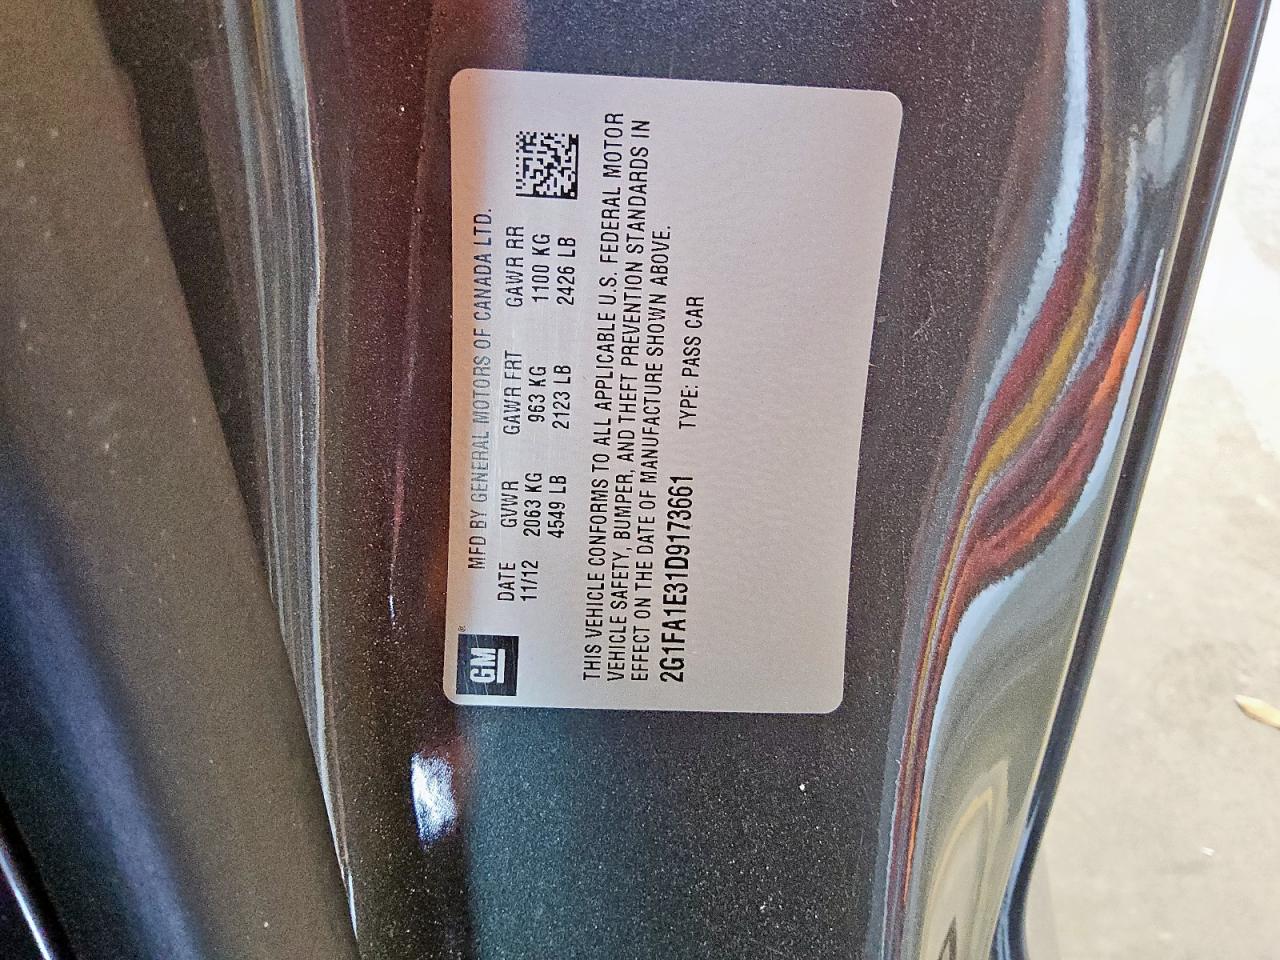 MFD BY GENERAL MOTORS OF CANADA LTD.
DATE GVWR GAWR FRT GAWR RR
11/12 2063 KG 963 KG 1100 KG
4549 LB 2123 LB 2426 LB
GM ®
THIS VEHICLE CONFORMS TO ALL APPLICABLE U.S. FEDERAL MOTOR
VEHICLE SAFETY, BUMPER, AND THEFT PREVENTION STANDARDS IN
EFFECT ON THE DATE OF MANUFACTURE SHOWN ABOVE.
2G1FA1E31D9173661 TYPE: PASS CAR